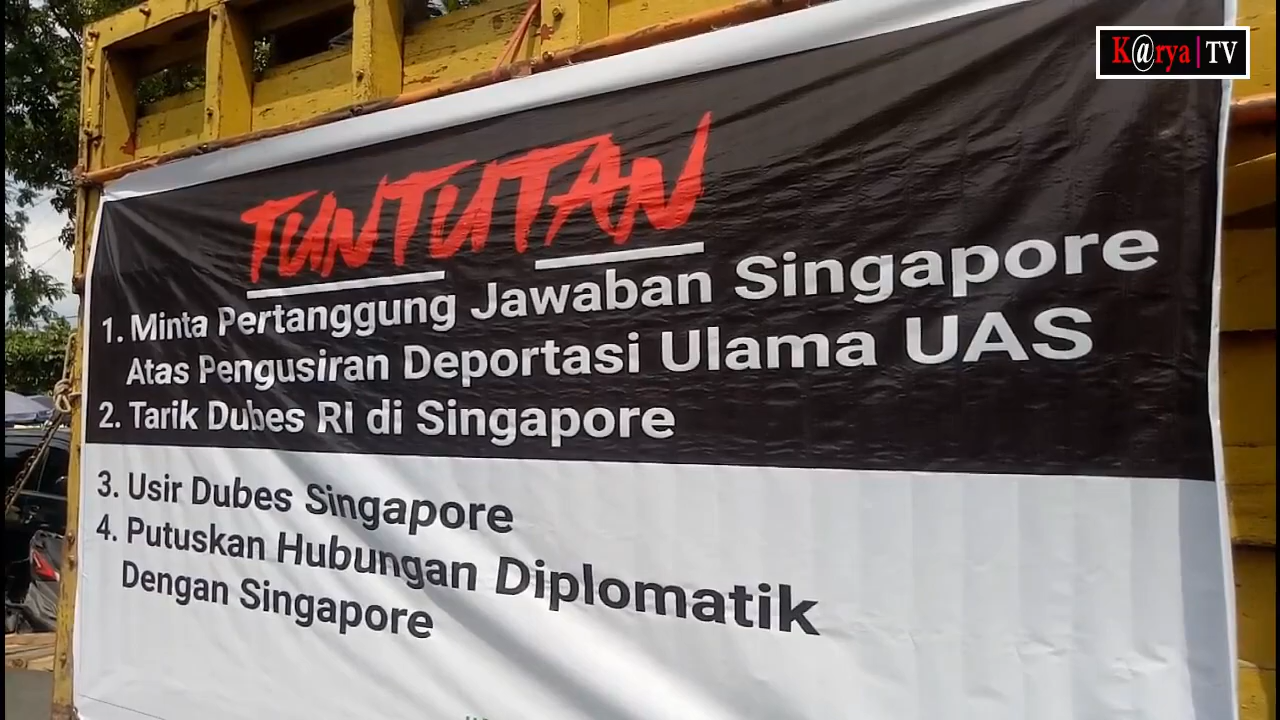 K@rya|TV
TUNTUTAN
1. Minta Pertanggung Jawaban Singapore
Atas Pengusiran Deportasi Ulama UAS
2. Tarik Dubes RI di Singapore
3. Usir Dubes Singapore
4. Putuskan Hubungan Diplomatik
Dengan Singapore